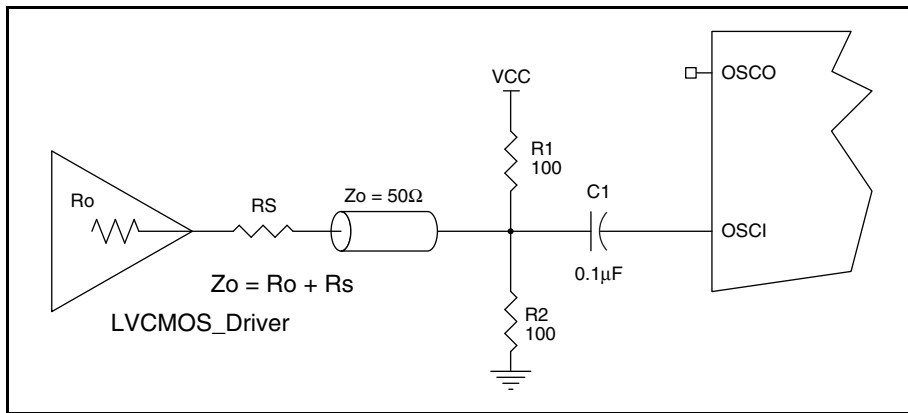 VCC
OSCO
R1
100
Ro
RS
Zo = 50Ω
C1
OSCI
0.1μF
Zo = Ro + Rs
LVCMOS_Driver
R2
100